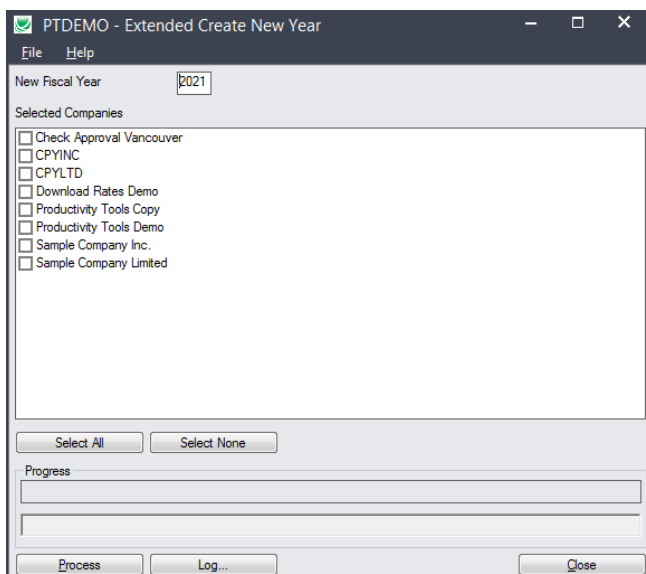 PTDEMO - Extended Create New Year
File Help
New Fiscal Year 2021
Selected Companies
Check Approval Vancouver
CPYINC
CPYLTD
Download Rates Demo
Productivity Tools Copy
Productivity Tools Demo
Sample Company Inc.
Sample Company Limited
Select All Select None
Progress
Process Log... Close